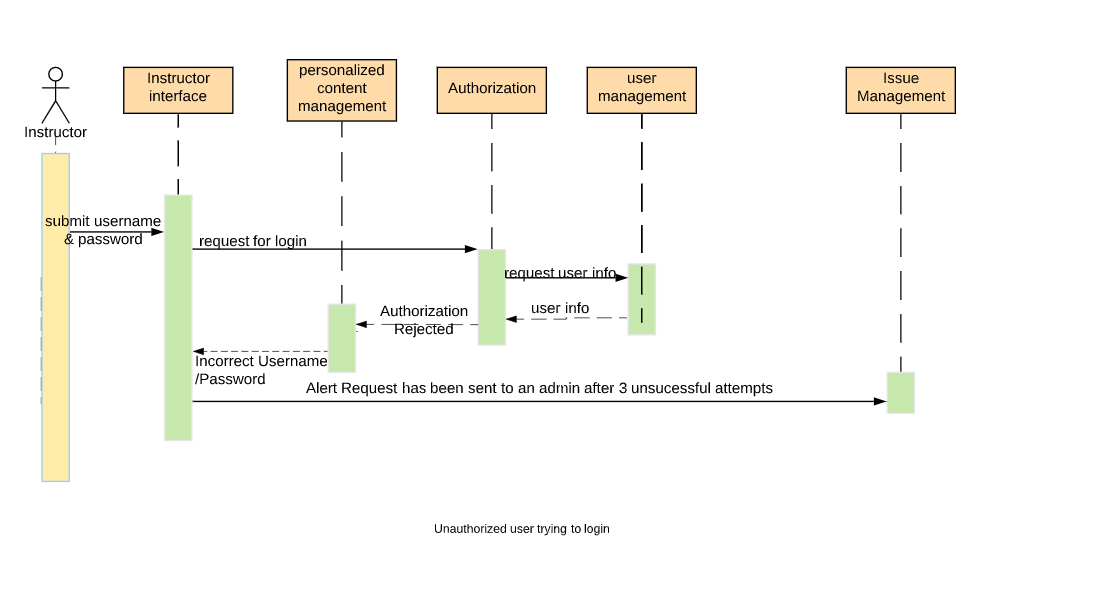 Instructor
Instructor
interface
personalized
content
management
Authorization
user
management
Issue
Management
submit username
& password
request for login
request user info
user info
Authorization
Rejected
Incorrect Username
/Password
Alert Request has been sent to an admin after 3 unsucessful attempts
Unauthorized user trying to login